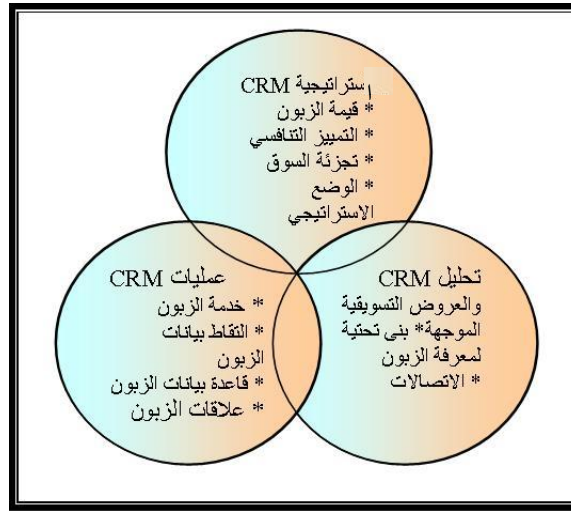 إستراتيجية CRM
* قيمة الزبون
* التمييز التنافسي
* تجزئة السوق
* الوضع
الاستراتيجي
عمليات CRM
* خدمة الزبون
* التقاط بيانات
الزبون
* قاعدة بيانات الزبون
* علاقات الزبون
تحليل CRM
والعروض التسويقية
الموجهة* بنى تحتية
لمعرفة الزبون
* الاتصالات